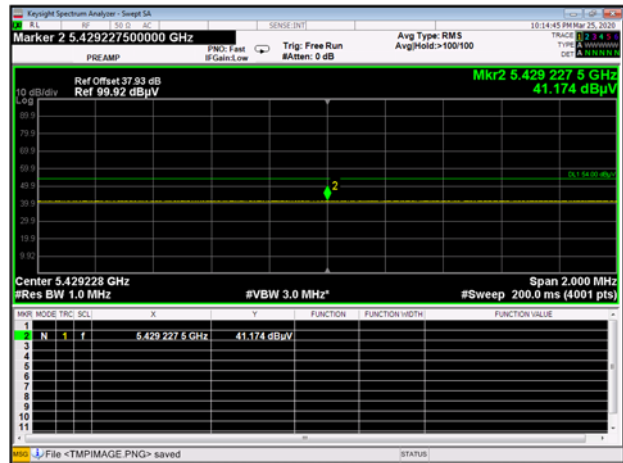 Keysight Spectrum Analyzer - Swept SA
RL RF 50 Ω AC SENSE:INT 10:14:45 PM Mar 25, 2020
Marker 2 5.429227500000 GHz
Avg Type: RMS
Avg|Hold:>100/100
TRACE 1 2 3 4 5 6
TYPE A WWWWW
DET A N N N N N
PREAMP
PNO: Fast
IFGain:Low
Trig: Free Run
#Atten: 0 dB
Mkr2 5.429 227 5 GHz
41.174 dBµV
Ref Offset 37.93 dB
10 dB/div Ref 99.92 dBµV
Log
89.9
79.9
69.9
59.9
DL1 54.00 dBµV
49.9
2
39.9
29.9
19.9
9.92
Center 5.429228 GHz Span 2.000 MHz
#Res BW 1.0 MHz #VBW 3.0 MHz* #Sweep 200.0 ms (4001 pts)
MKR MODE TRC SCL X Y FUNCTION FUNCTION WIDTH FUNCTION VALUE
1
2 N 1 f 5.429 227 5 GHz 41.174 dBµV
3
4
5
6
7
8
9
10
11
MSG File <TMPIMAGE.PNG> saved STATUS